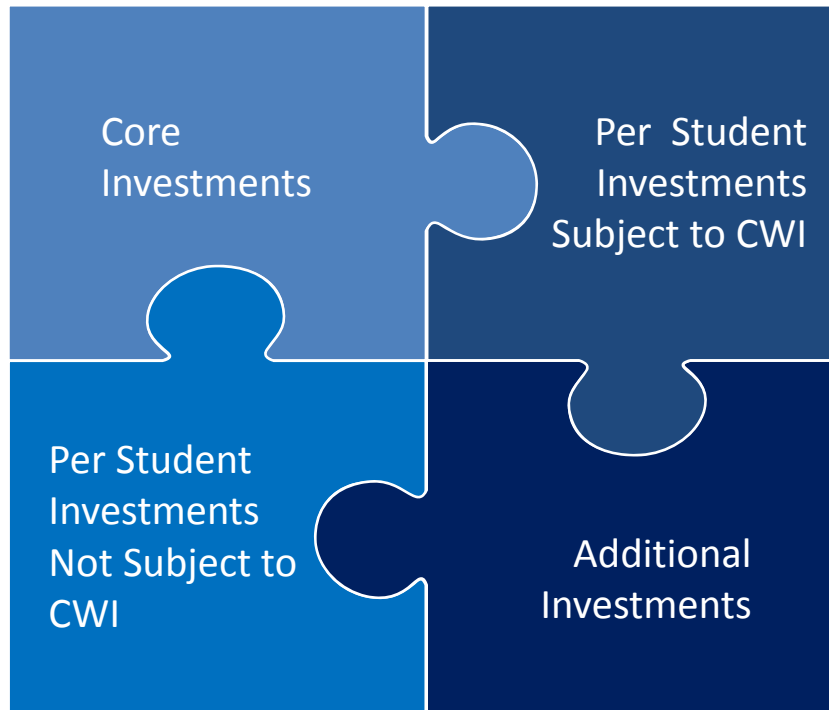 Core
Investments
Per Student
Investments
Subject to CWI
Per Student
Investments
Not Subject to
CWI
Additional
Investments